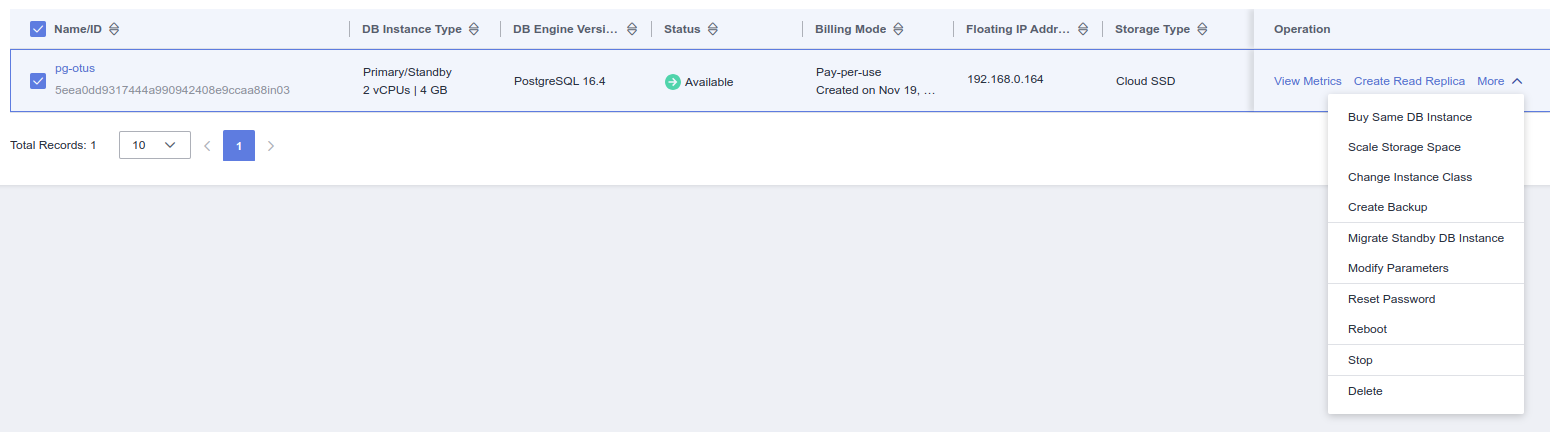 Name/ID DB Instance Type DB Engine Versi... Status Billing Mode Floating IP Addr... Storage Type Operation
pg-otus
5eea0dd9317444a990942408e9ccaa88in03
Primary/Standby
2 vCPUs | 4 GB
PostgreSQL 16.4
Available
Pay-per-use
Created on Nov 19, ...
192.168.0.164
Cloud SSD
View Metrics Create Read Replica More
Buy Same DB Instance
Scale Storage Space
Change Instance Class
Create Backup
Migrate Standby DB Instance
Modify Parameters
Reset Password
Reboot
Stop
Delete
Total Records: 1 10 1